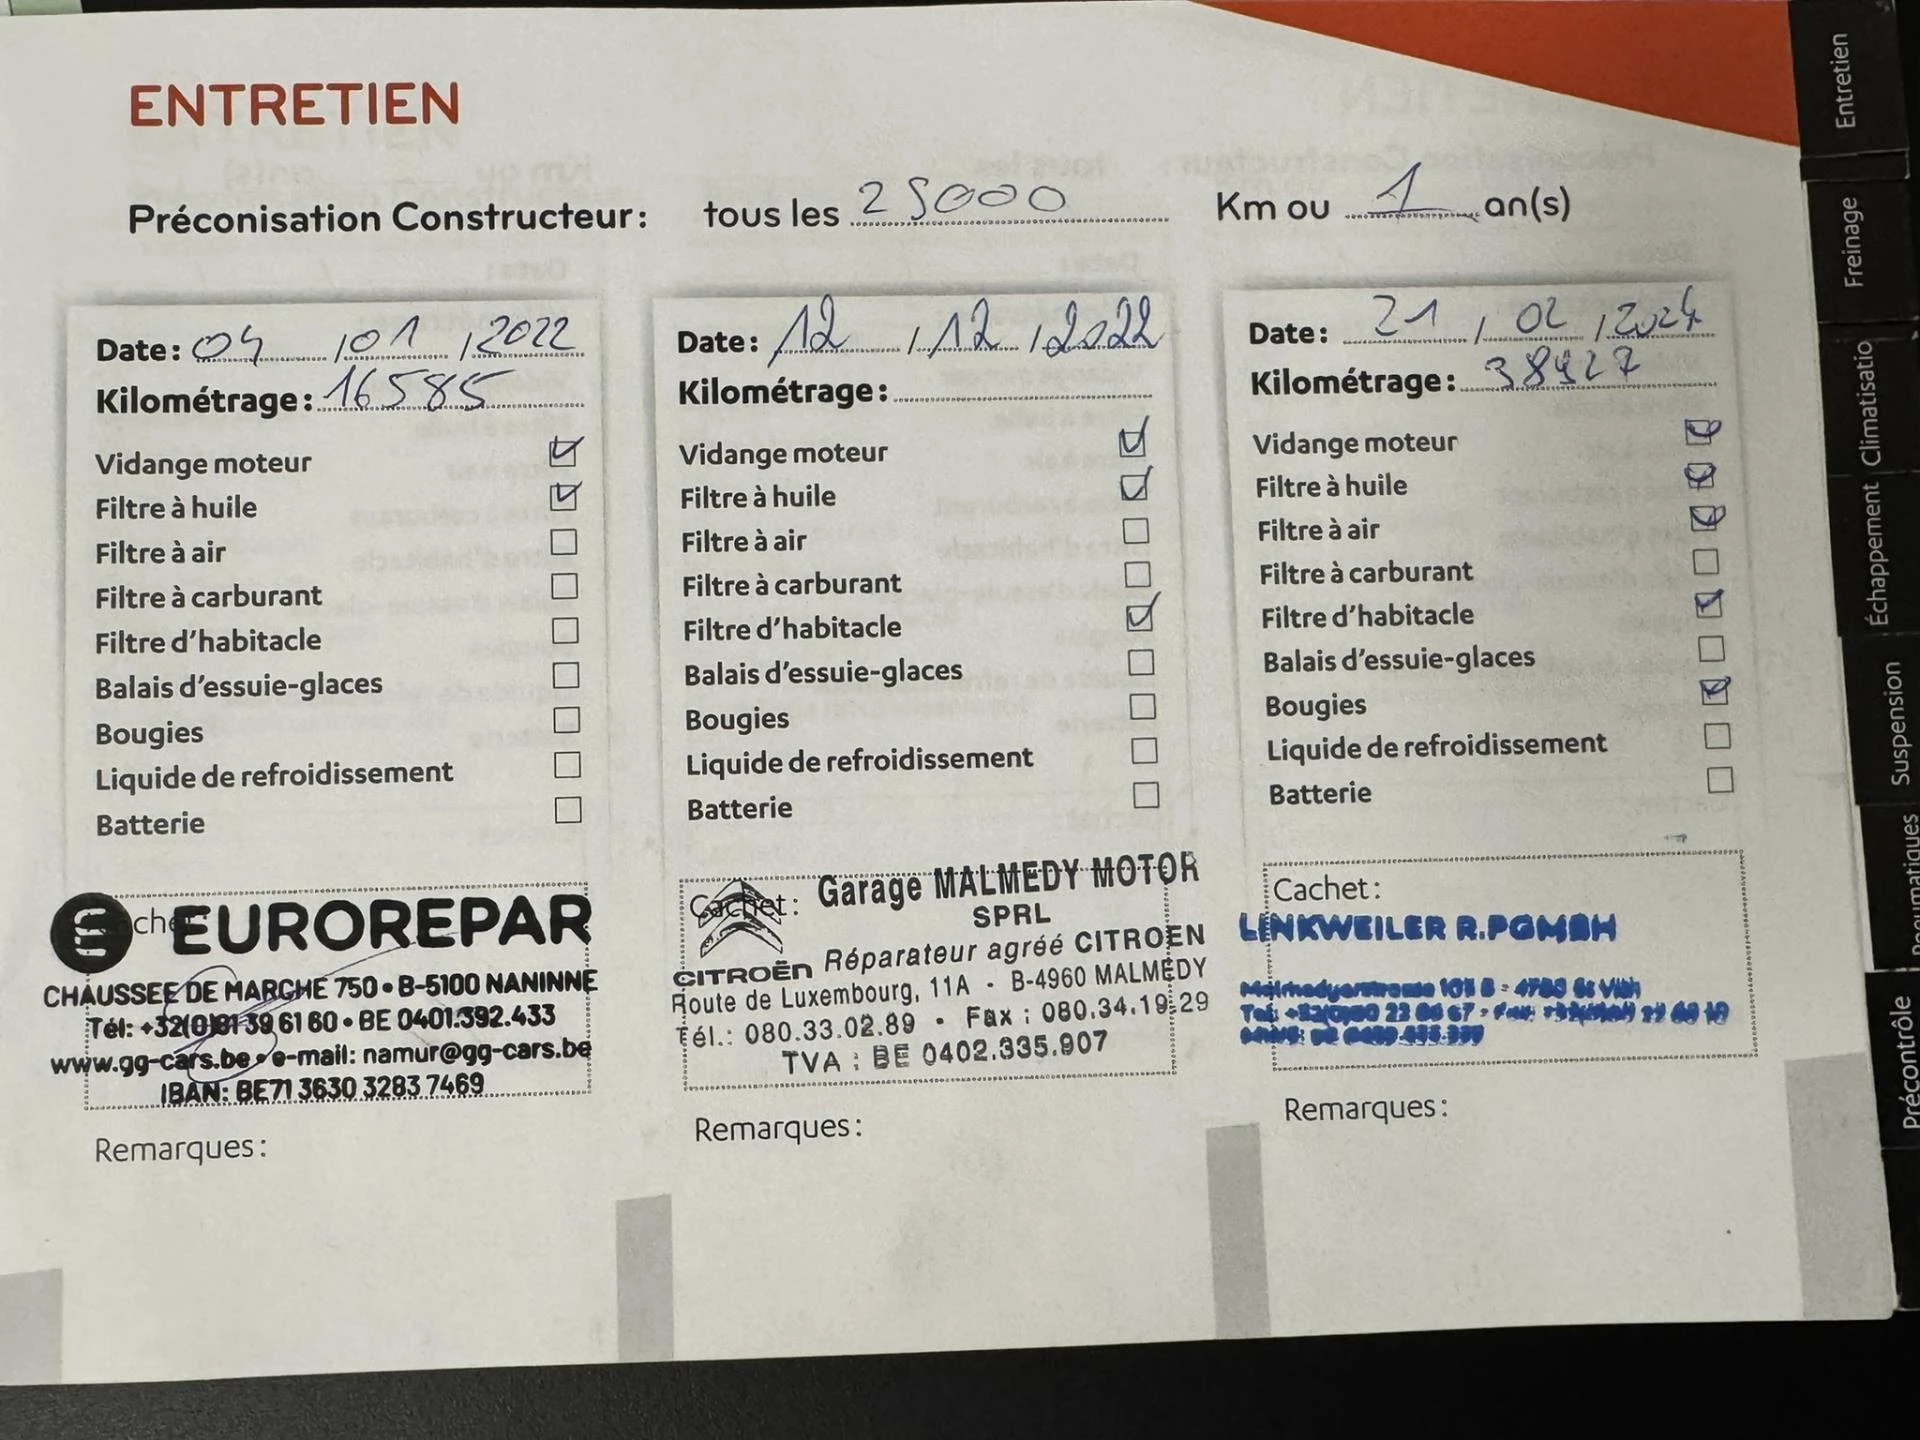 ENTRETIEN
Préconisation Constructeur: tous les 25000 Km ou 1 an(s)
Date: 04 / 01 / 2022
Kilométrage: 16585
Vidange moteur ☑
Filtre à huile ☑
Filtre à air ☐
Filtre à carburant ☐
Filtre d'habitacle ☐
Balais d'essuie-glaces ☐
Bougies ☐
Liquide de refroidissement ☐
Batterie ☐
EUROREPAR
CHAUSSEE DE MARCHE 750 • B-5100 NANINNE
Tél: +32(0)81 39 61 60 • BE 0401.392.433
www.gg-cars.be • e-mail: namur@gg-cars.be
IBAN: BE71 3630 3283 7469
Remarques:
Date: 12 / 12 / 2022
Kilométrage:
Vidange moteur ☑
Filtre à huile ☑
Filtre à air ☐
Filtre à carburant ☐
Filtre d'habitacle ☑
Balais d'essuie-glaces ☐
Bougies ☐
Liquide de refroidissement ☐
Batterie ☐
Cachet: Garage MALMEDY MOTOR
SPRL
CITROËN Réparateur agréé CITROEN
Route de Luxembourg, 11A - B-4960 MALMEDY
Tél.: 080.33.02.89 • Fax : 080.34.19.29
TVA : BE 0402.335.907
Remarques:
Date: 21 / 02 / 2024
Kilométrage: 38927
Vidange moteur ☑
Filtre à huile ☑
Filtre à air ☑
Filtre à carburant ☐
Filtre d'habitacle ☑
Balais d'essuie-glaces ☐
Bougies ☑
Liquide de refroidissement ☐
Batterie ☐
Cachet:
LINKWEILER R.PGMBH
4780 St Vith
Remarques:
Entretien
Freinage
Climatisatio
Échappement
Suspension
Pneumatiques
Précontrôle